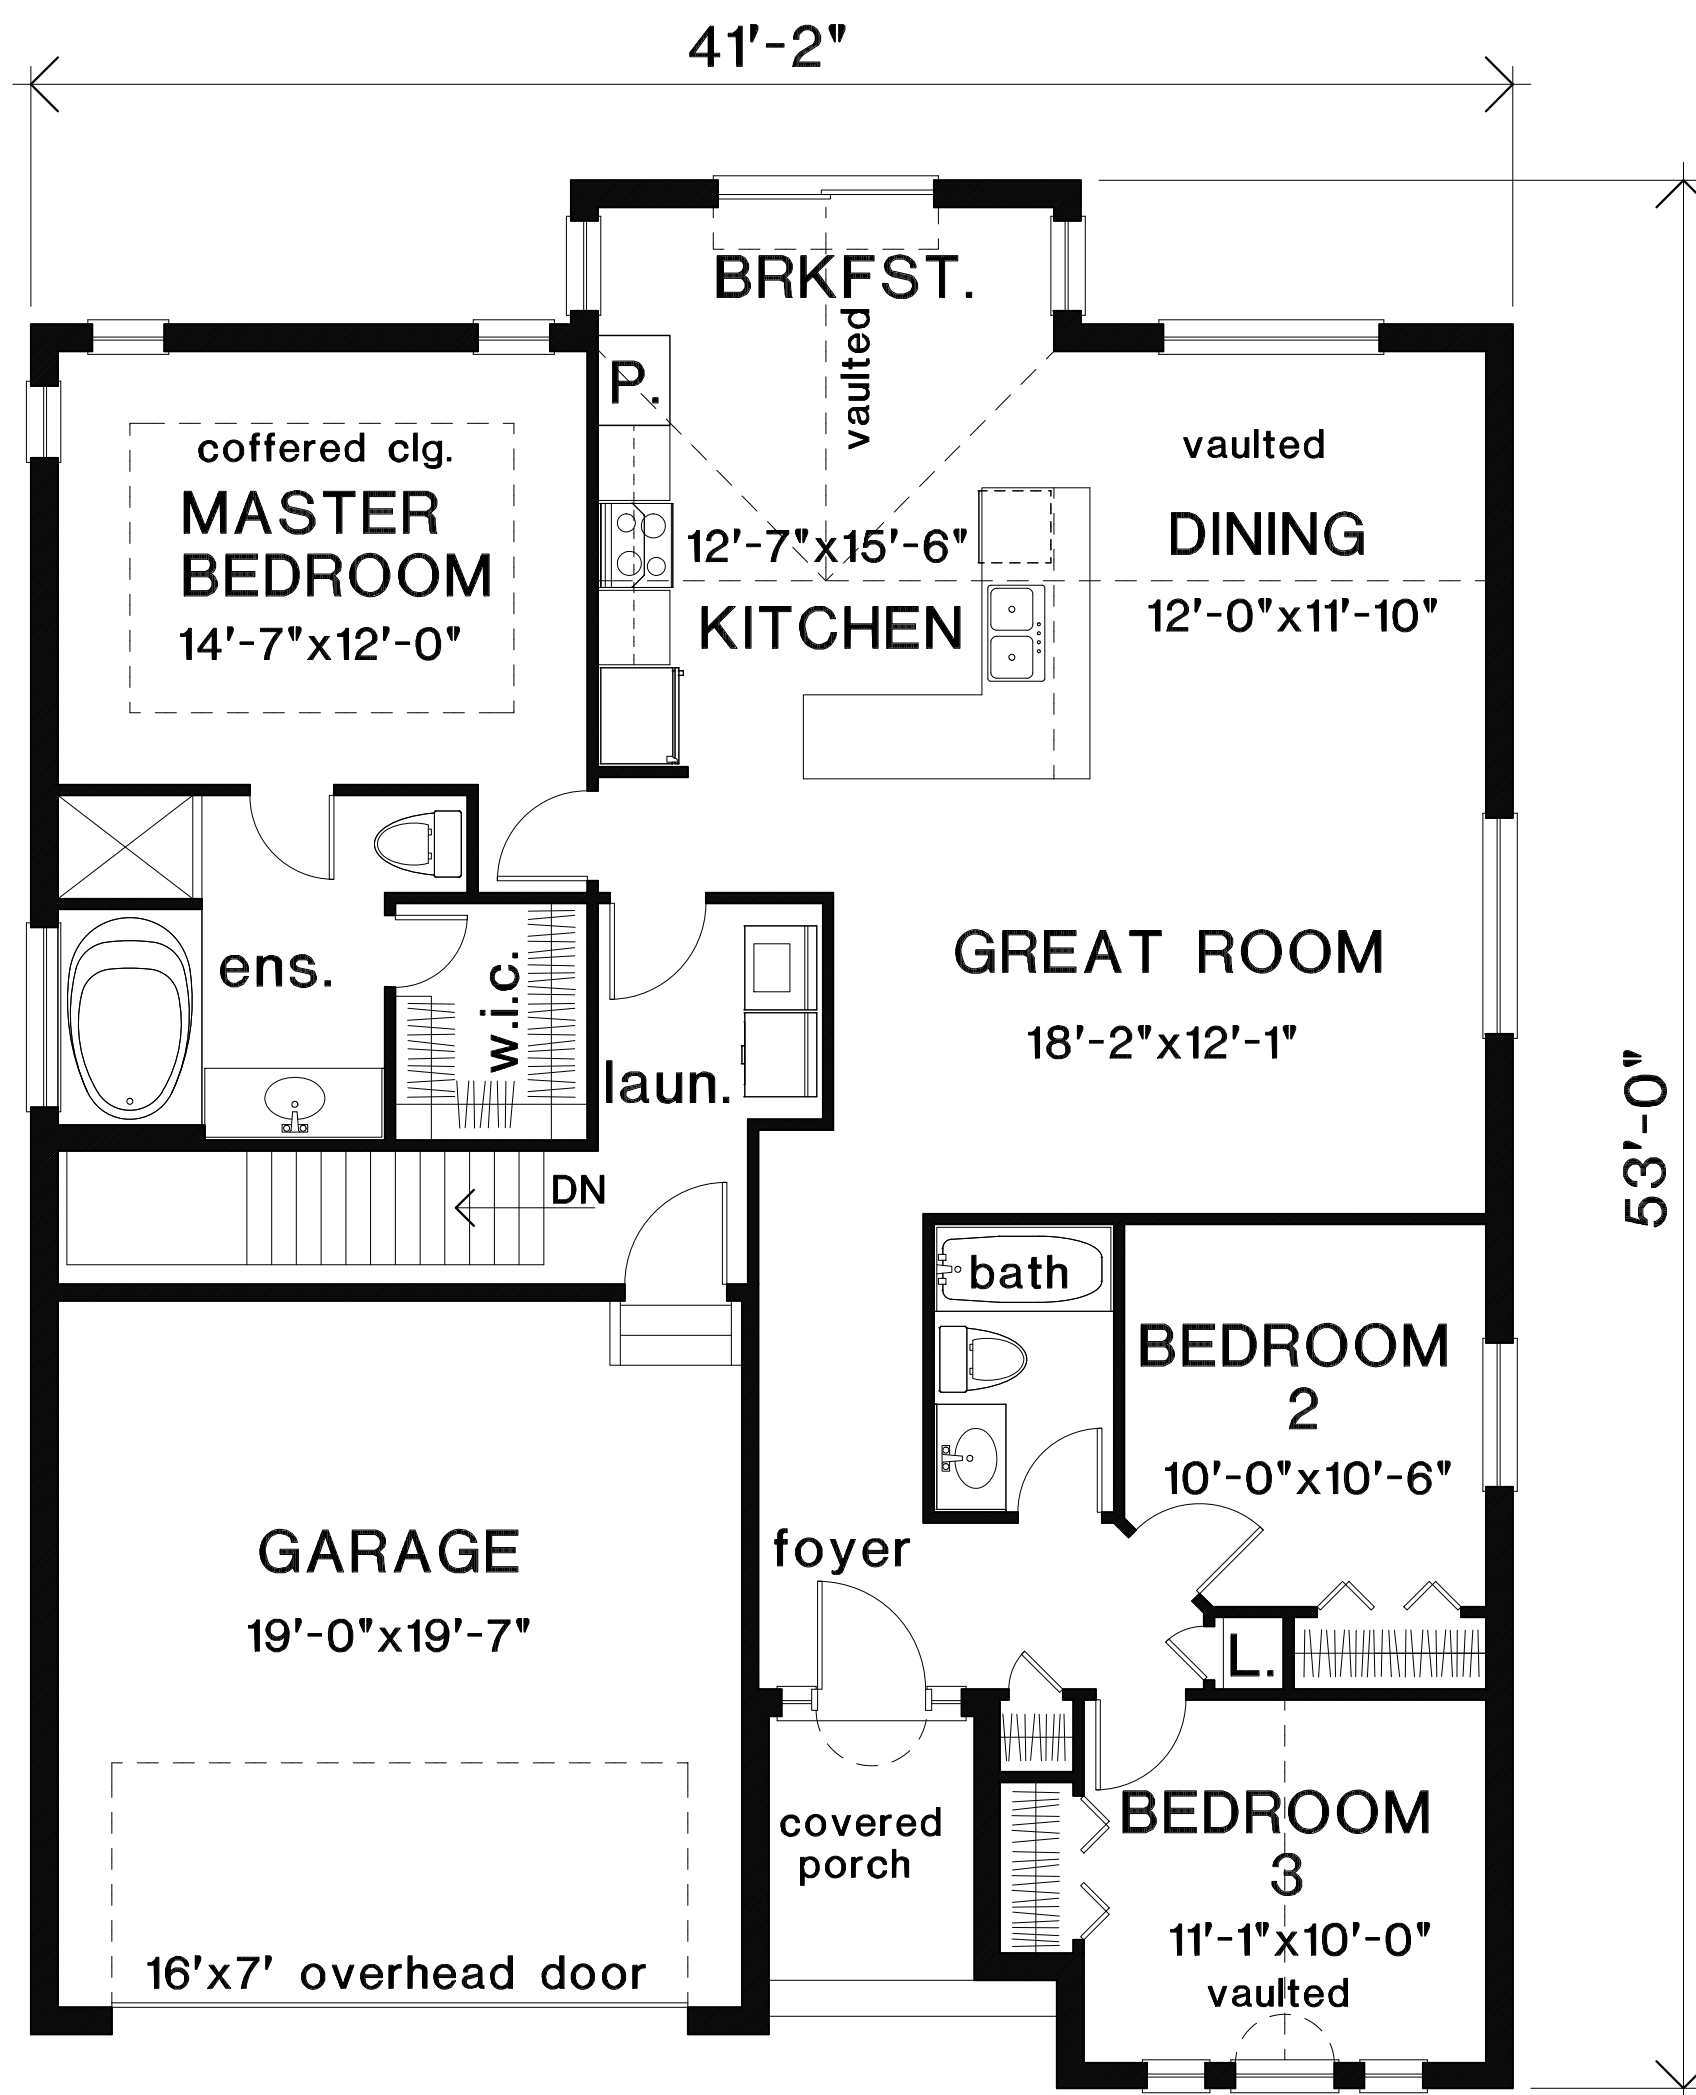 41'-2"
BRKFST.
vaulted
P.
coffered clg.
MASTER
BEDROOM
14'-7"x12'-0"
12'-7"x15'-6"
KITCHEN
vaulted
DINING
12'-0"x11'-10"
GREAT ROOM
18'-2"x12'-1"
53'-0"
ens.
w.i.c.
laun.
DN
bath
BEDROOM
2
10'-0"x10'-6"
foyer
GARAGE
19'-0"x19'-7"
L.
covered
porch
BEDROOM
3
11'-1"x10'-0"
vaulted
16'x7' overhead door